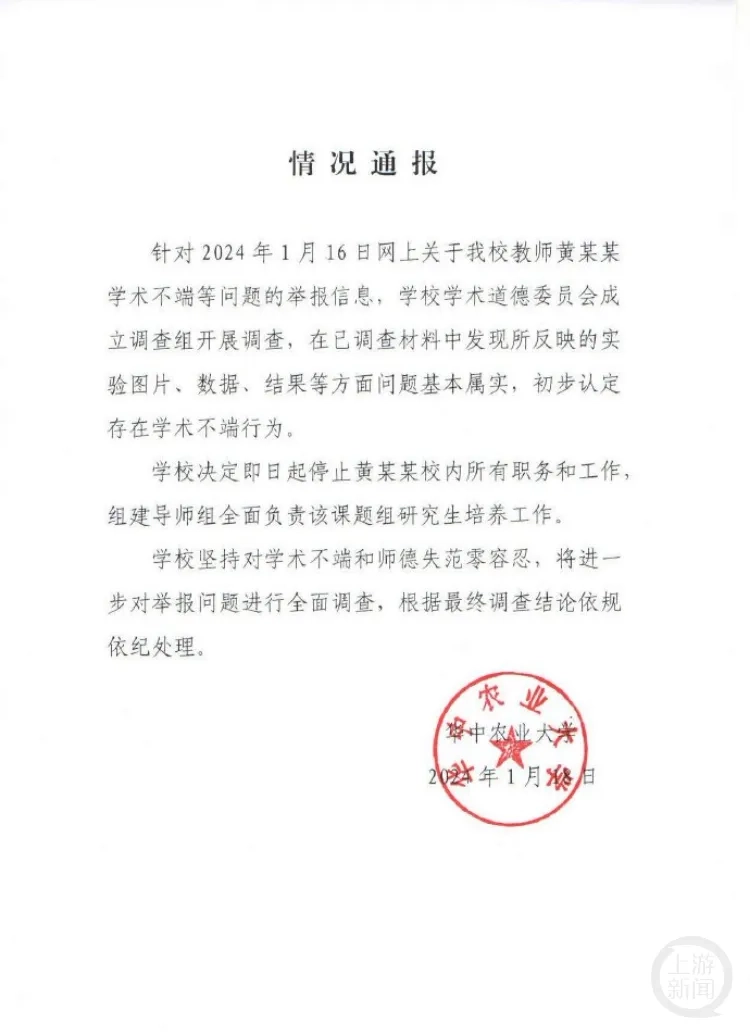 情况通报
针对2024年1月16日网上关于我校教师黄某某
学术不端等问题的举报信息，学校学术道德委员会成
立调查组开展调查，在已调查材料中发现所反映的实
验图片、数据、结果等方面问题基本属实，初步认定
存在学术不端行为。
学校决定即日起停止黄某某校内所有职务和工作，
组建导师组全面负责该课题组研究生培养工作。
学校坚持对学术不端和师德失范零容忍，将进一
步对举报问题进行全面调查，根据最终调查结论依规
依纪处理。
华中农业大学
华中农业大学
2024年1月18日
上游
新闻